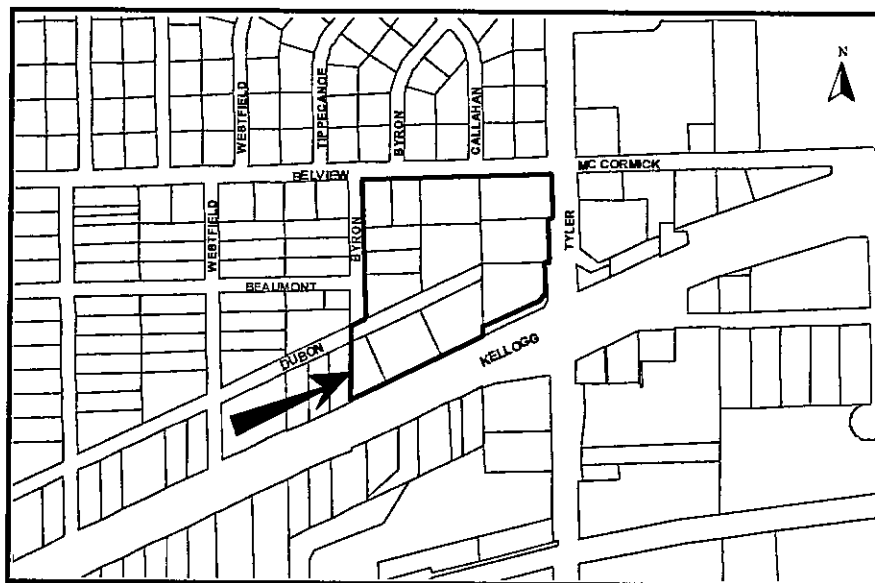 N
WESTFIELD
TIPPECANOE
BYRON
CALLAHAN
MC CORMICK
BELVIEW
WESTFIELD
BYRON
TYLER
BEAUMONT
DUBON
KELLOGG